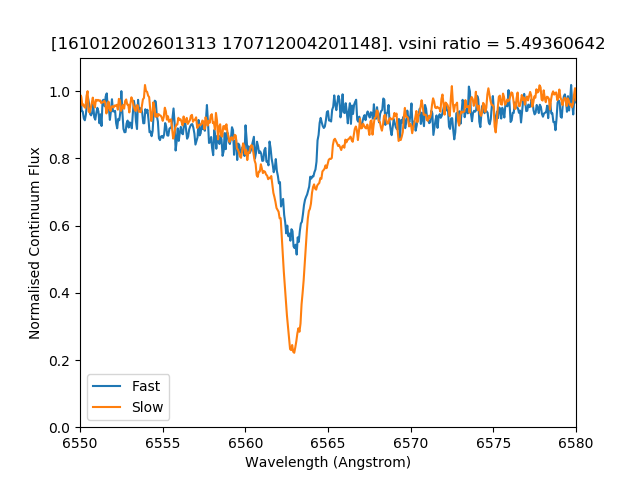 [161012002601313 170712004201148]. vsini ratio = 5.49360642
Normalised Continuum Flux
1.0
0.8
0.6
0.4
0.2
0.0
Fast
Slow
6550 6555 6560 6565 6570 6575 6580
Wavelength (Angstrom)